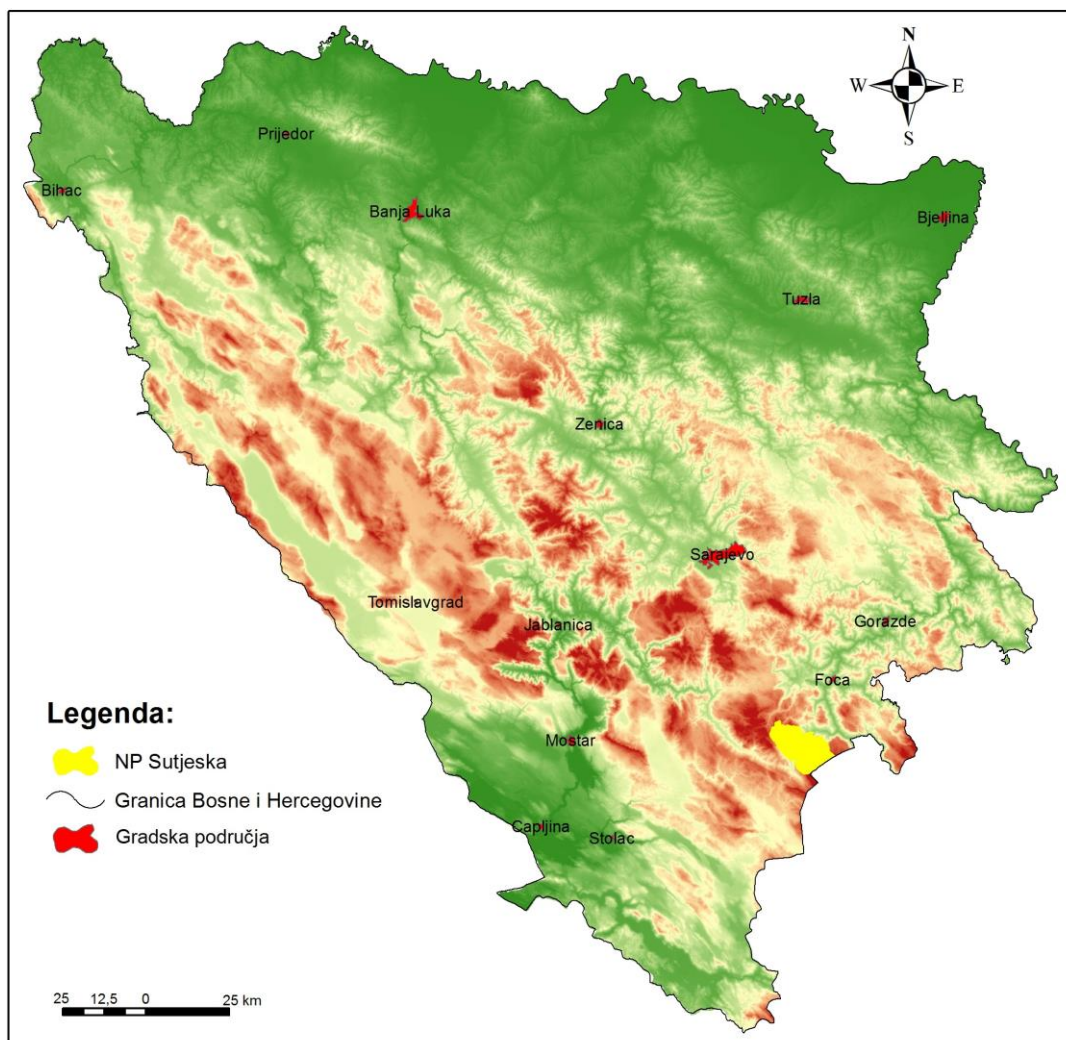 N
W E
S
Prijedor
Bihac
Banja Luka
Bjeljina
Tuzla
Zenica
Sarajevo
Tomislavgrad
Jablanica
Gorazde
Foca
Legenda:
NP Sutjeska
Mostar
Granica Bosne i Hercegovine
Gradska područja
Capljina
Stolac
25 12,5 0 25 km